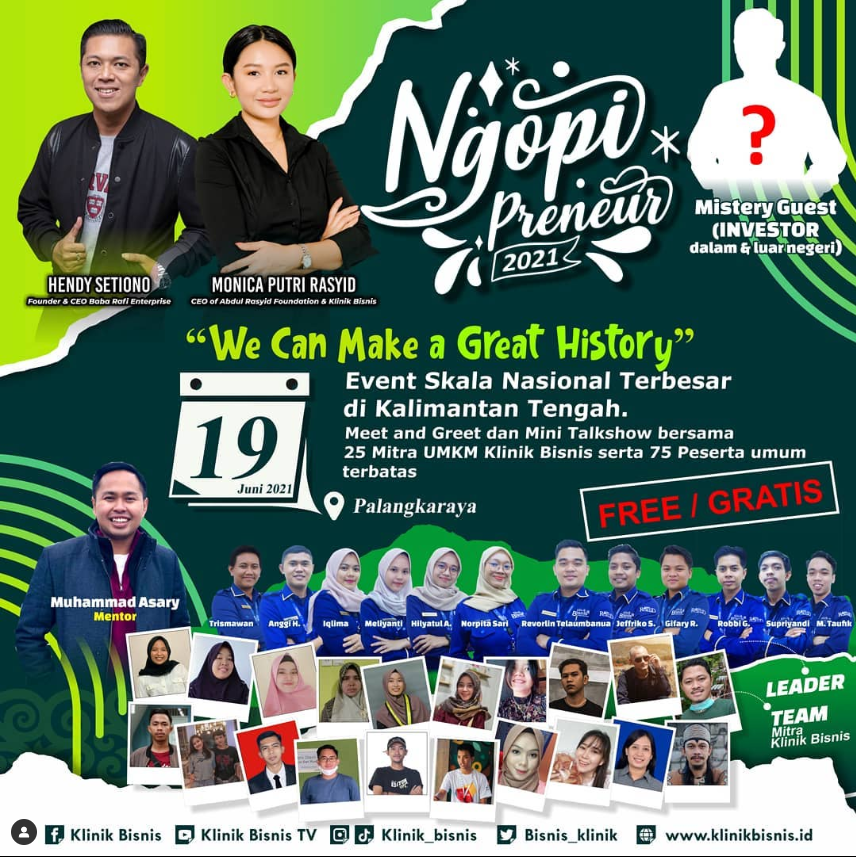 Ngopi
Preneur
2021
?
Mistery Guest
(INVESTOR
dalam & luar negeri)
HENDY SETIONO
Founder & CEO Baba Rafi Enterprise
MONICA PUTRI RASYID
CEO of Abdul Rasyid Foundation & Klinik Bisnis
“We Can Make a Great History”
19
Juni 2021
Event Skala Nasional Terbesar
di Kalimantan Tengah.
Meet and Greet dan Mini Talkshow bersama
25 Mitra UMKM Klinik Bisnis serta 75 Peserta umum
terbatas
Palangkaraya
FREE / GRATIS
Muhammad Asary
Mentor
Trismawan
Anggi H.
Iqlima
Meliyanti
Hilyatul A.
Norpita Sari
Revorlin Telaumbanua
Jeffriko S.
Gifary R.
Robbi G.
Supriyandi
M. Taufik
LEADER
TEAM
Mitra
Klinik Bisnis
Klinik Bisnis
Klinik Bisnis TV
Klinik_bisnis
Bisnis_klinik
www.klinikbisnis.id